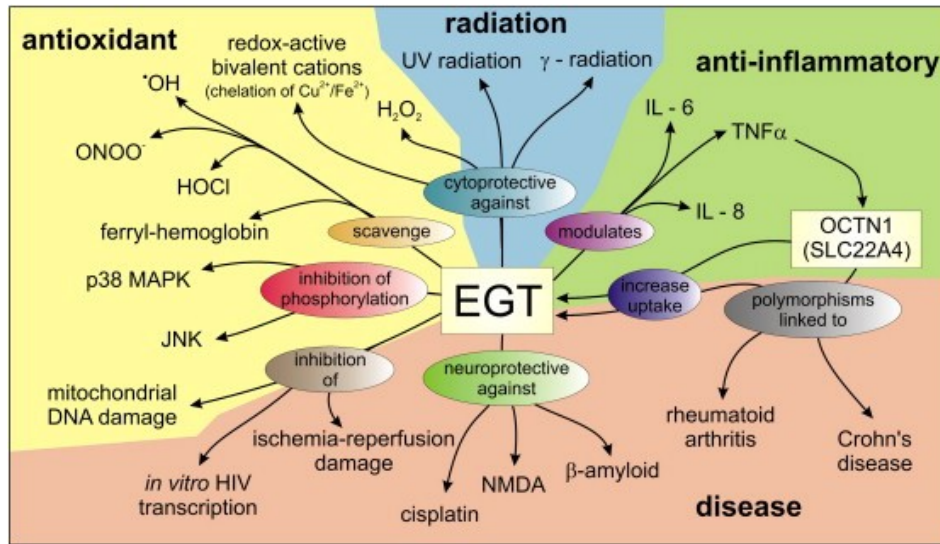 antioxidant
radiation
anti-inflammatory
redox-active
bivalent cations
(chelation of Cu²⁺/Fe²⁺)
UV radiation
γ - radiation
•OH
H₂O₂
IL - 6
TNFα
ONOO⁻
HOCl
cytoprotective
against
IL - 8
OCTN1
(SLC22A4)
ferryl-hemoglobin
scavenge
modulates
p38 MAPK
inhibition of
phosphorylation
EGT
increase
uptake
polymorphisms
linked to
JNK
inhibition
of
neuroprotective
against
mitochondrial
DNA damage
ischemia-reperfusion
damage
in vitro HIV
transcription
cisplatin
NMDA
β-amyloid
rheumatoid
arthritis
Crohn's
disease
disease